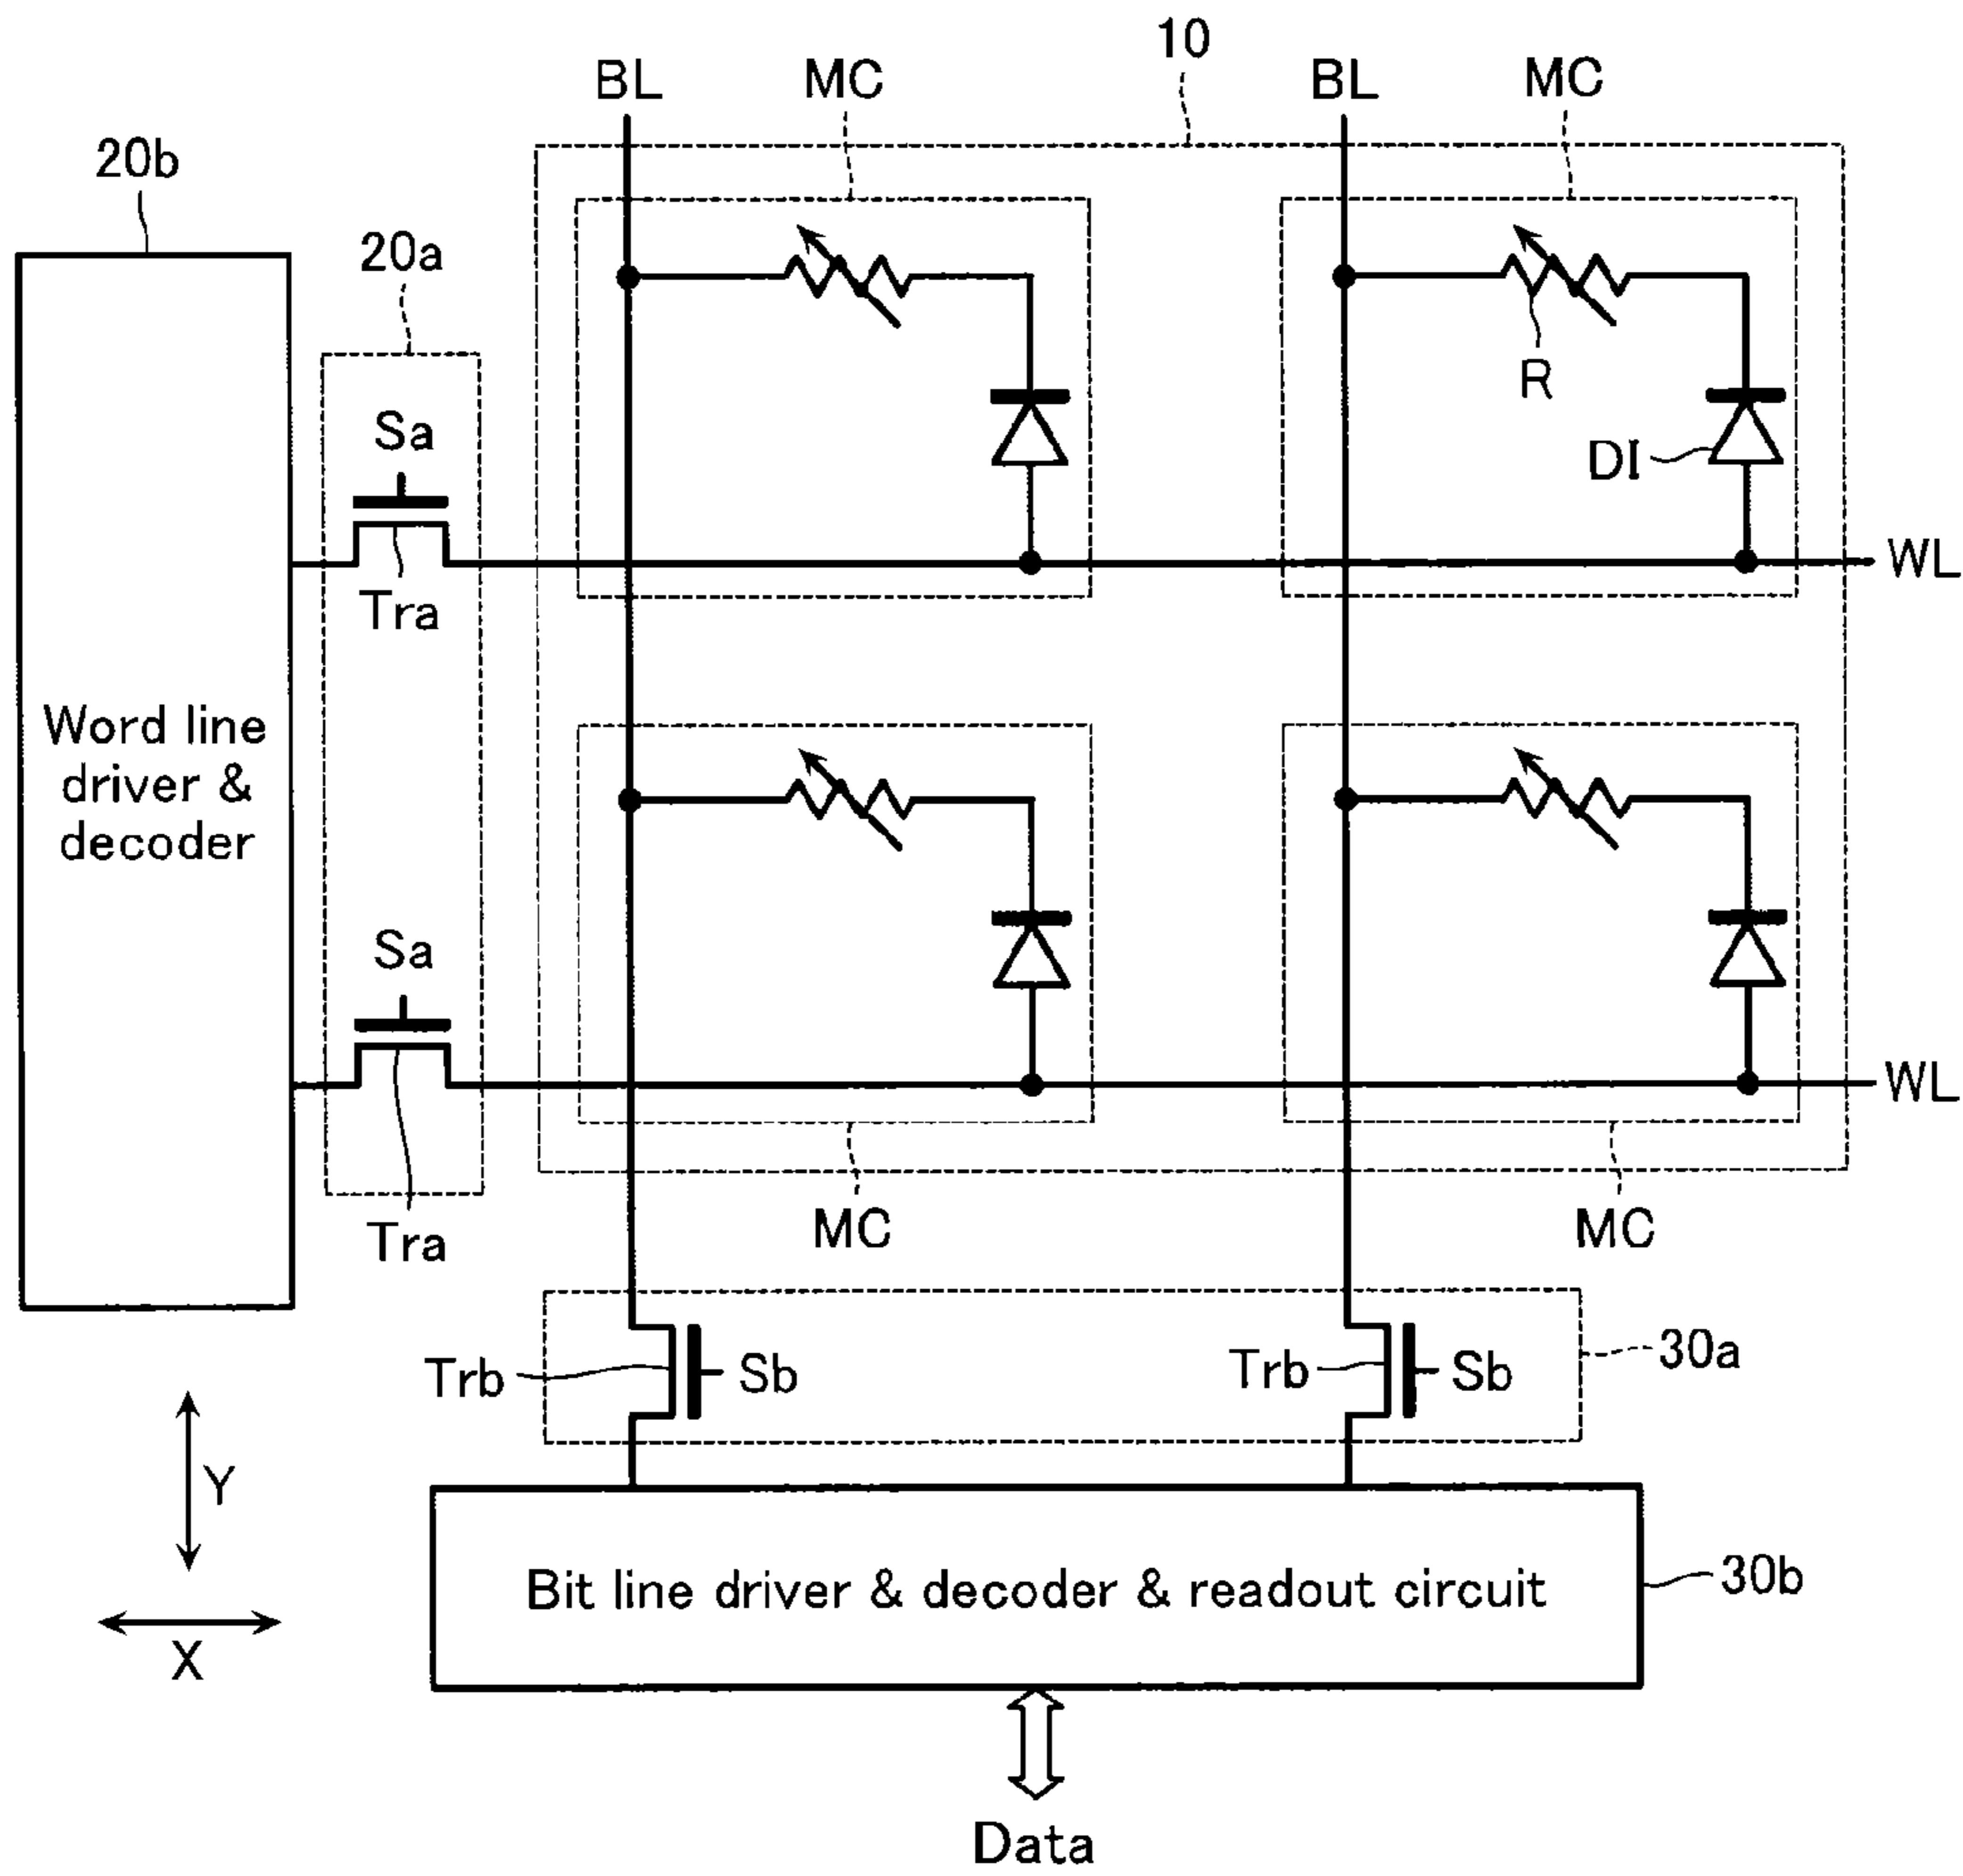 10
BL
MC
BL
MC
20b
20a
R
Sa
DI
Tra
WL
Word line
driver &
decoder
Sa
WL
Tra
MC
MC
30a
Trb
Sb
Trb
Sb
Y
X
Bit line driver & decoder & readout circuit
30b
Data